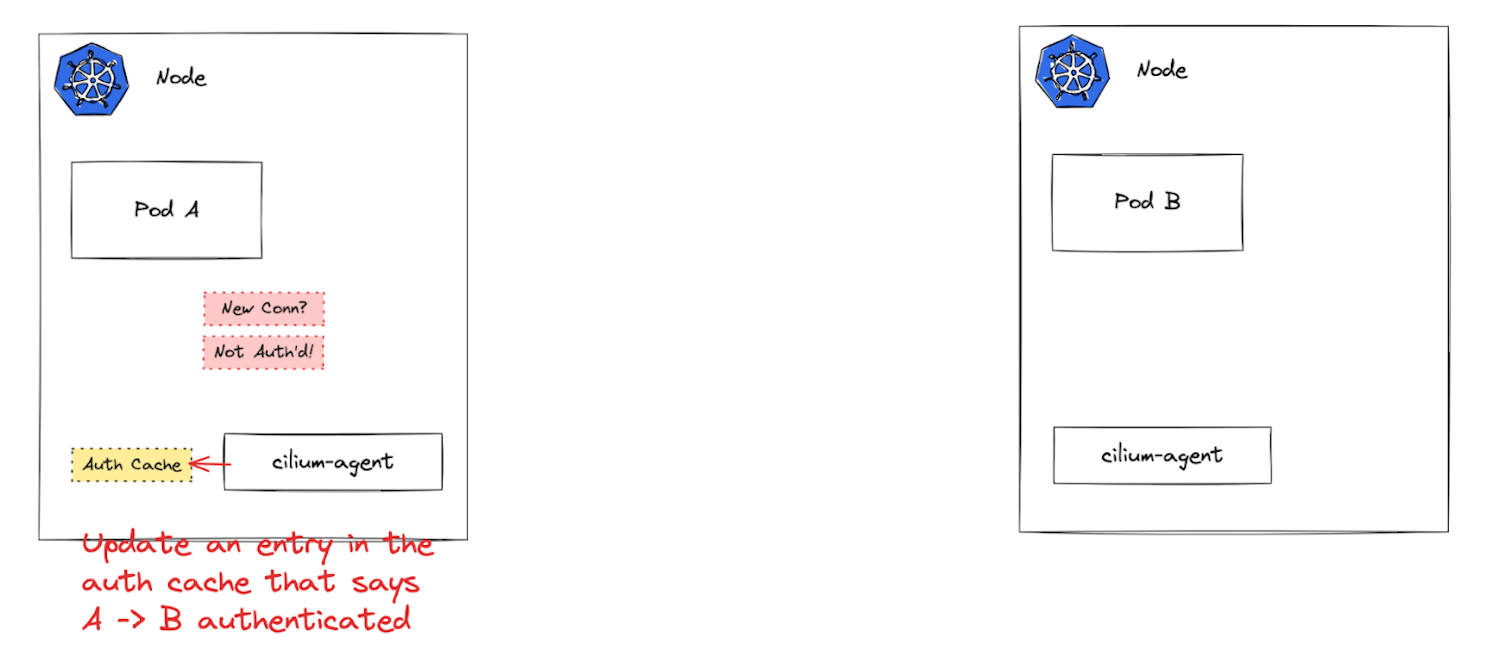 Node
Pod A
New Conn?
Not Auth'd!
Auth Cache
cilium-agent
Update an entry in the
auth cache that says
A -> B authenticated
Node
Pod B
cilium-agent